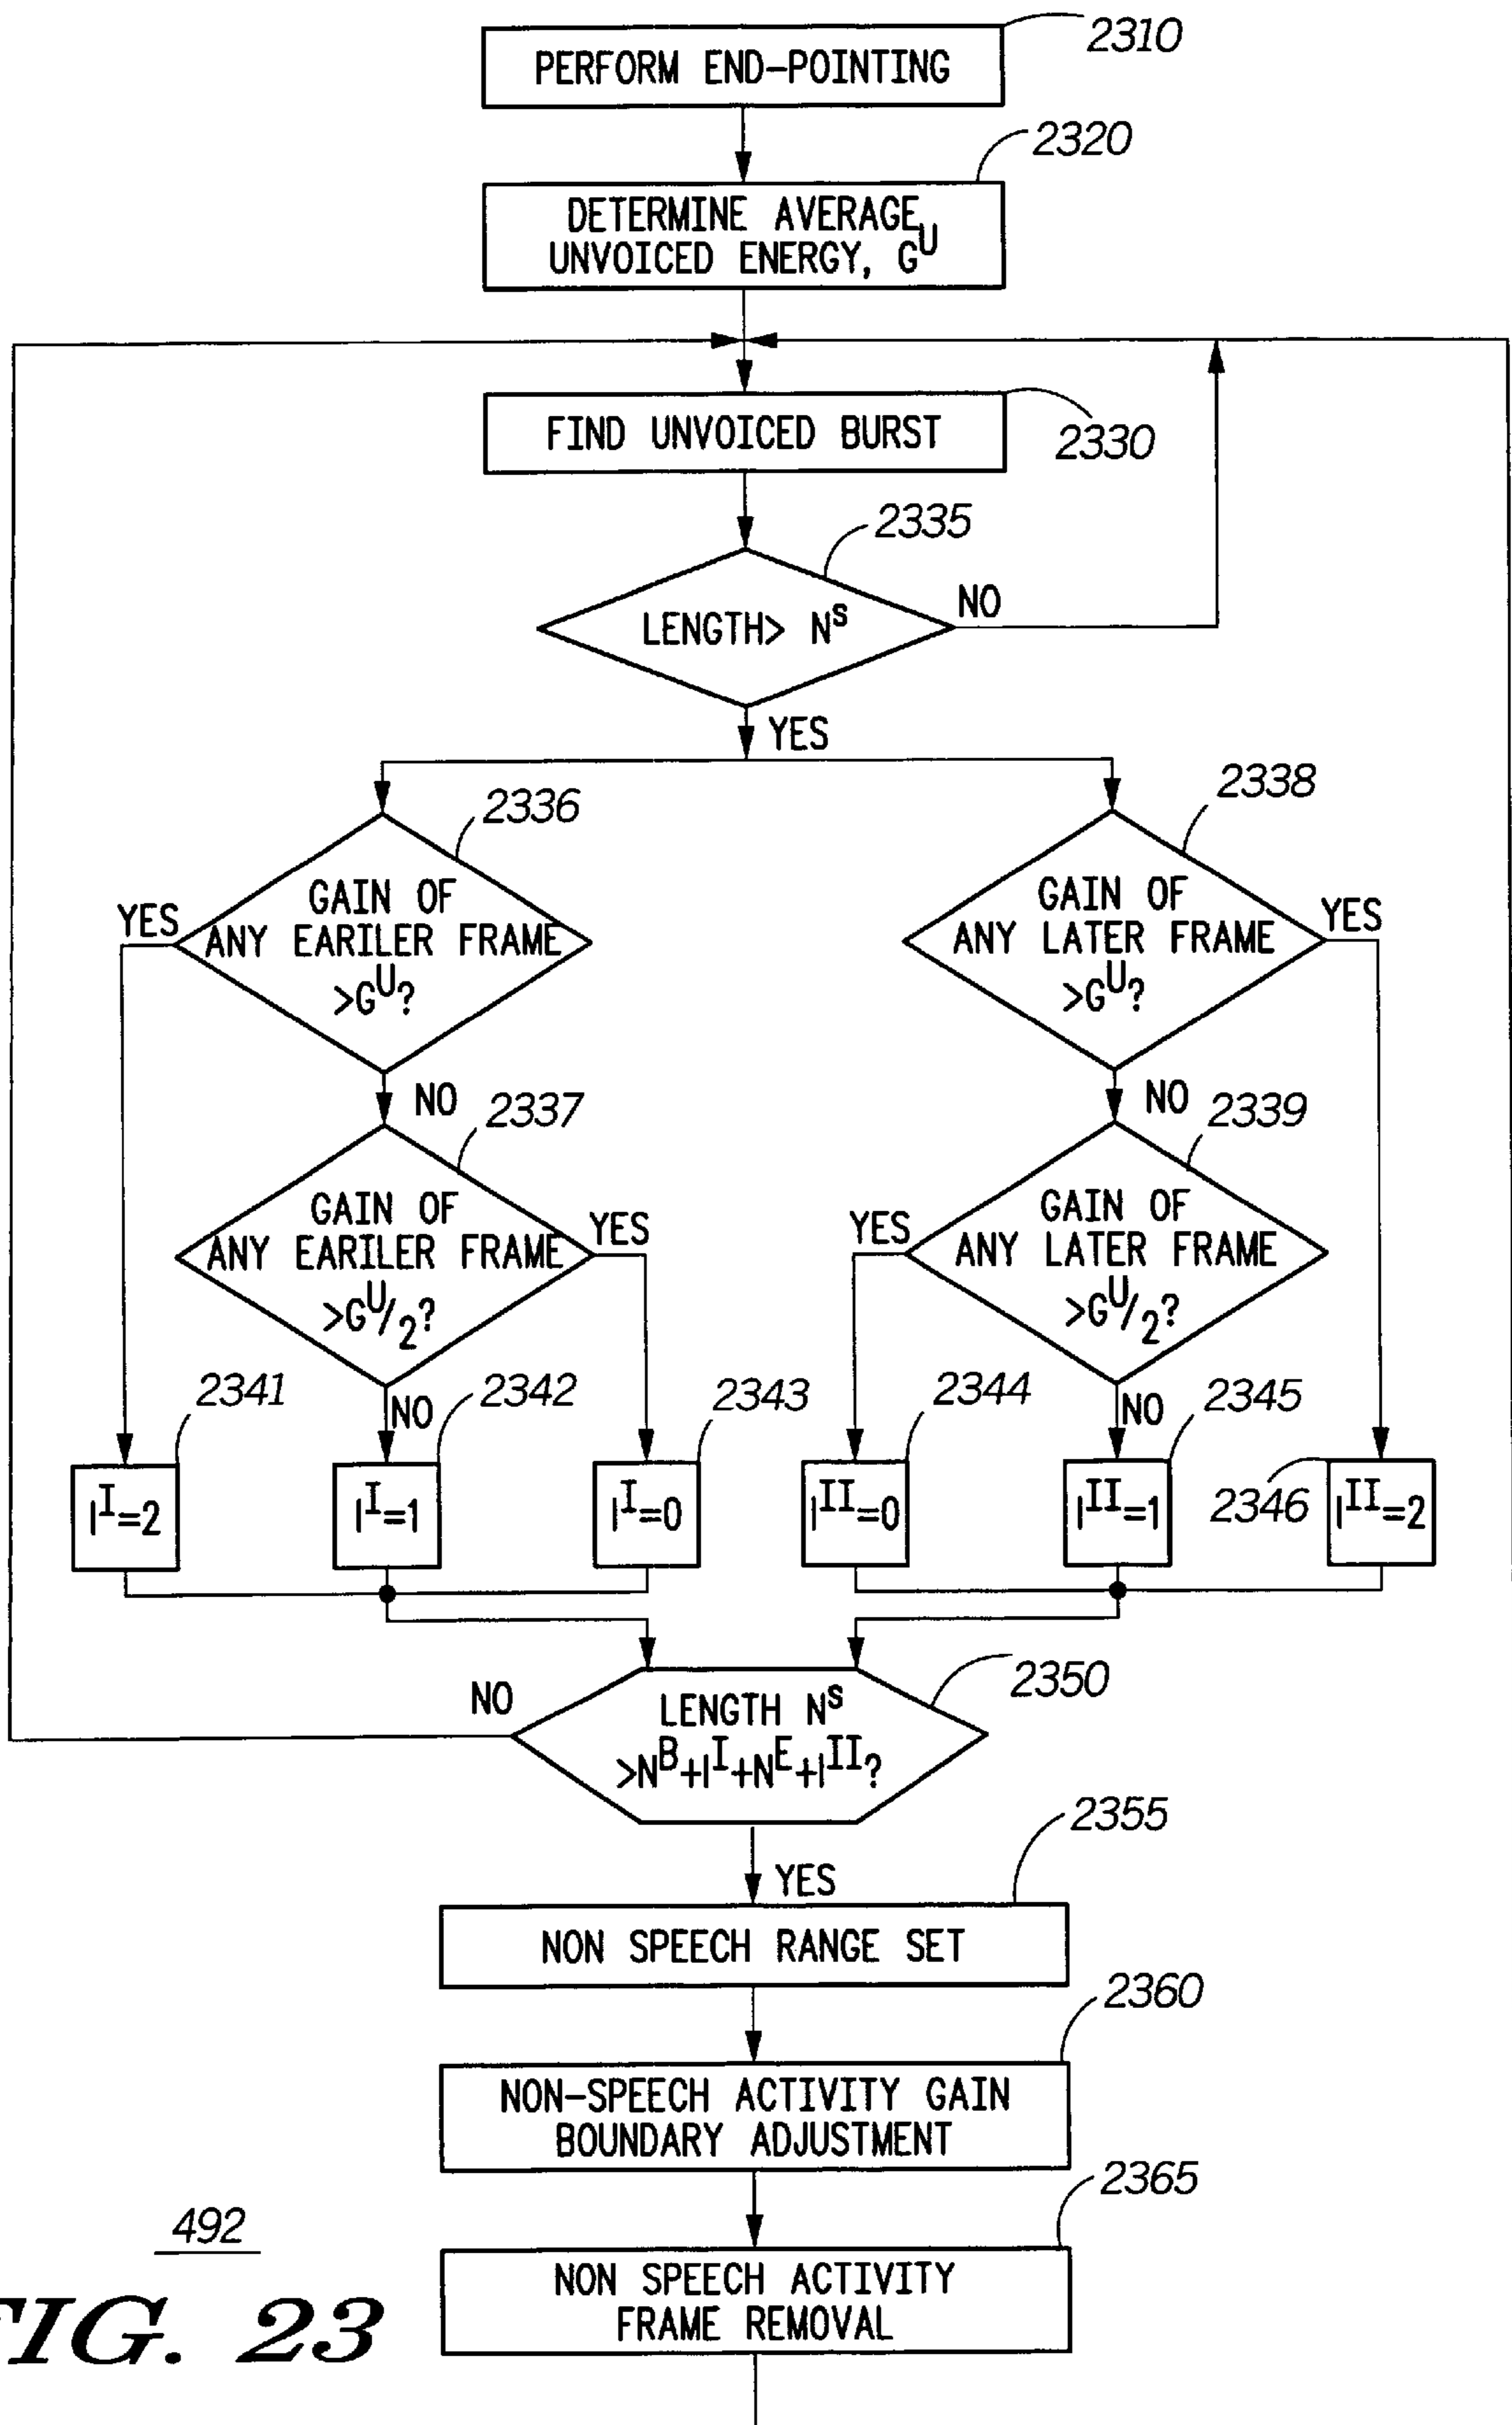 PERFORM END-POINTING
2310
2320
DETERMINE AVERAGE
UNVOICED ENERGY, G^U
FIND UNVOICED BURST
2330
2335
LENGTH> N^S
NO
YES
2336
2338
GAIN OF
ANY EARILER FRAME
>G^U?
YES
NO
GAIN OF
ANY LATER FRAME
>G^U?
YES
NO
2337
2339
GAIN OF
ANY EARILER FRAME
>G^U/2?
YES
NO
GAIN OF
ANY LATER FRAME
>G^U/2?
YES
NO
2341
2342
2343
2344
2345
2346
I^I=2
I^I=1
I^I=0
I^II=0
I^II=1
I^II=2
2350
NO
LENGTH N^S
>N^B+I^I+N^E+I^II?
YES
2355
NON SPEECH RANGE SET
2360
NON-SPEECH ACTIVITY GAIN
BOUNDARY ADJUSTMENT
2365
NON SPEECH ACTIVITY
FRAME REMOVAL
492
FIG. 23